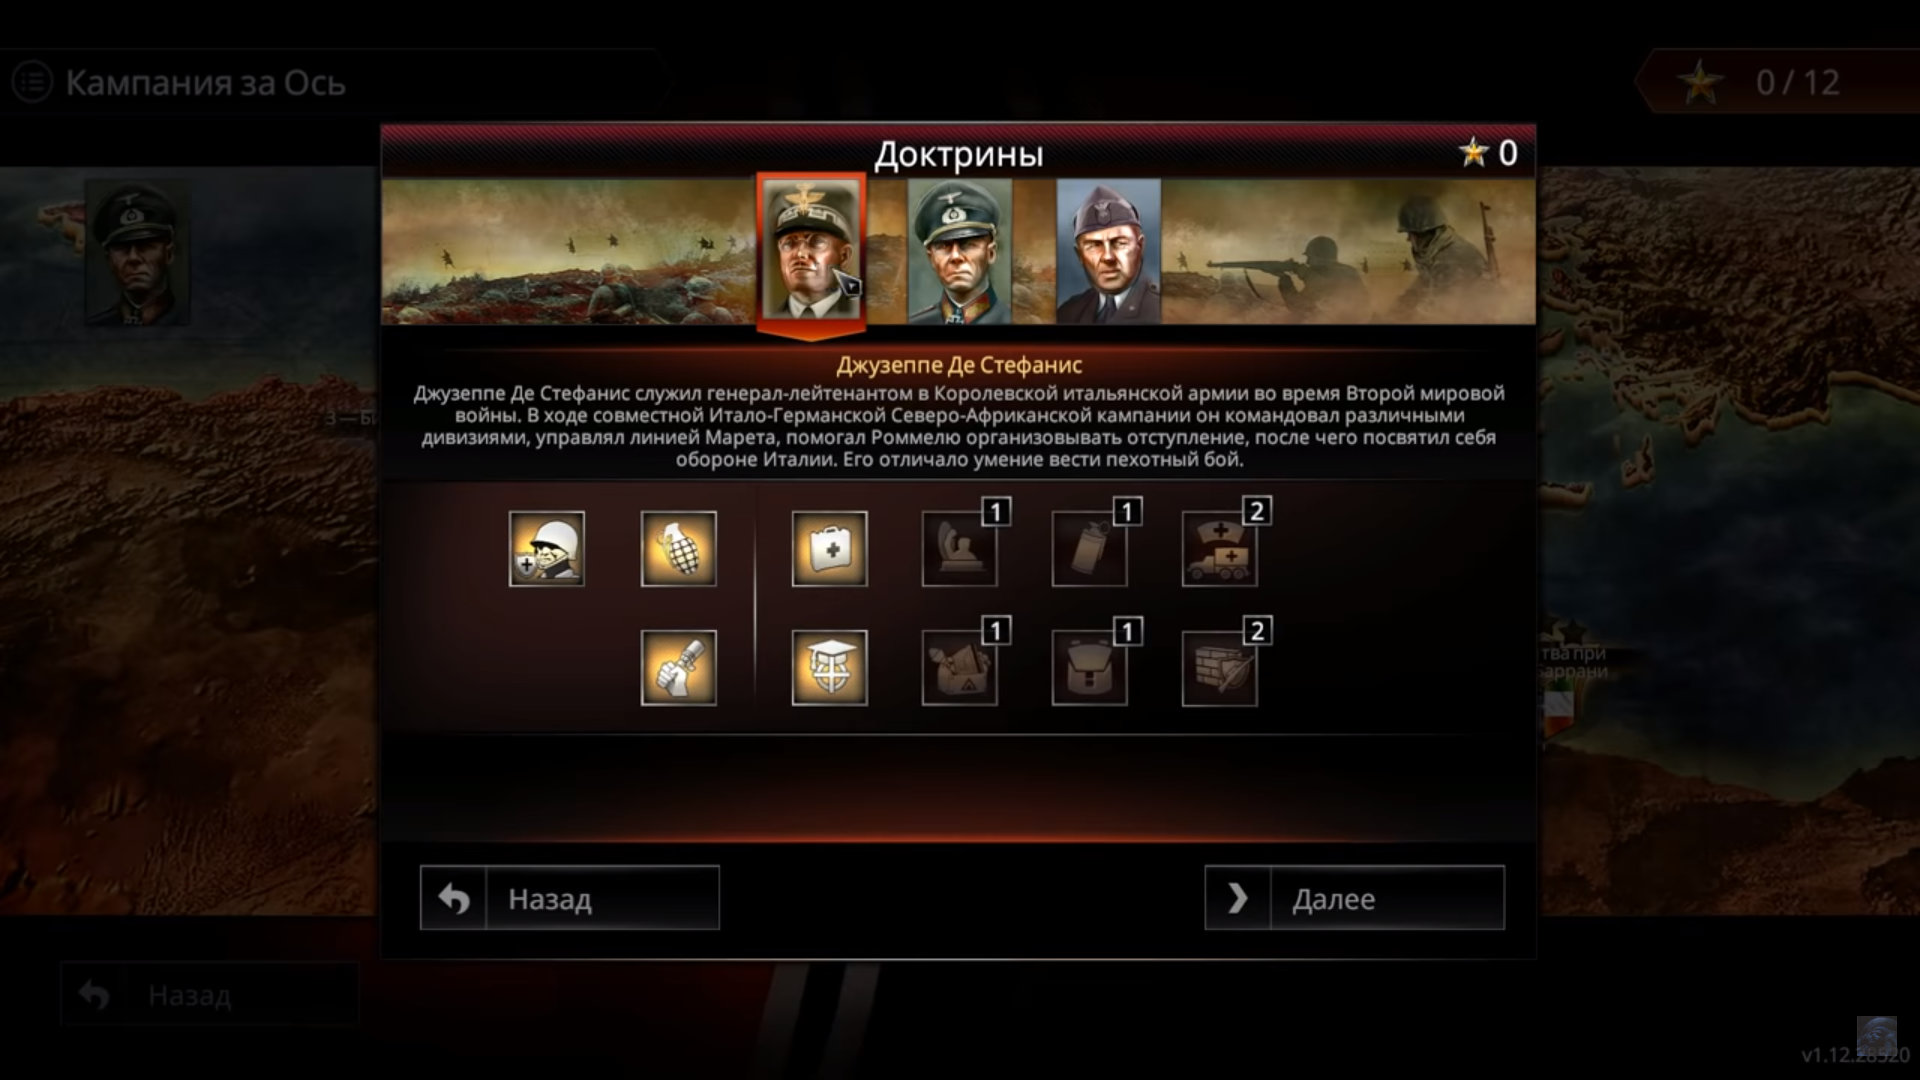 Кампания за Ось
0 / 12
Доктрины
0
Джузеппе Де Стефанис
Джузеппе Де Стефанис служил генерал-лейтенантом в Королевской итальянской армии во время Второй мировой
войны. В ходе совместной Итало-Германской Северо-Африканской кампании он командовал различными
дивизиями, управлял линией Марета, помогал Роммелю организовывать отступление, после чего посвятил себя
обороне Италии. Его отличало умение вести пехотный бой.
1
1
2
1
1
2
Назад
Далее
Назад
v1.12.28520